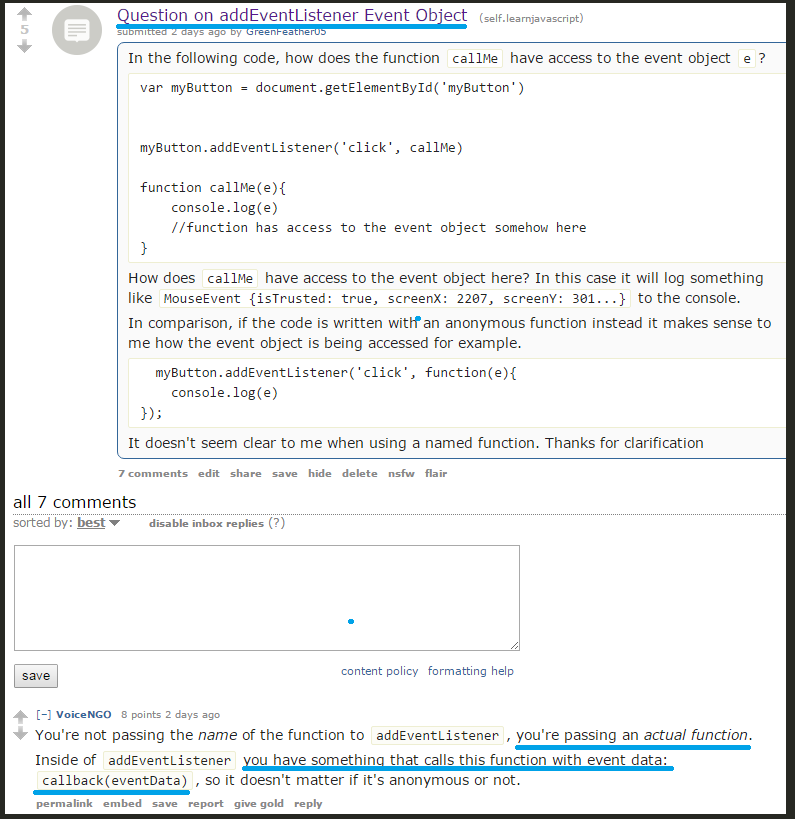 Question on addEventListener Event Object (self.learnjavascript)
5
submitted 2 days ago by GreenFeather05
In the following code, how does the function callMe have access to the event object e ?
var myButton = document.getElementById('myButton')
myButton.addEventListener('click', callMe)
function callMe(e){
console.log(e)
//function has access to the event object somehow here
}
How does callMe have access to the event object here? In this case it will log something
like MouseEvent {isTrusted: true, screenX: 2207, screenY: 301...} to the console.
In comparison, if the code is written with an anonymous function instead it makes sense to
me how the event object is being accessed for example.
myButton.addEventListener('click', function(e){
console.log(e)
});
It doesn't seem clear to me when using a named function. Thanks for clarification
7 comments edit share save hide delete nsfw flair
all 7 comments
sorted by: best disable inbox replies (?)
save content policy formatting help
[–] VoiceNGO 8 points 2 days ago
You're not passing the name of the function to addEventListener , you're passing an actual function.
Inside of addEventListener you have something that calls this function with event data:
callback(eventData) , so it doesn't matter if it's anonymous or not.
permalink embed save report give gold reply